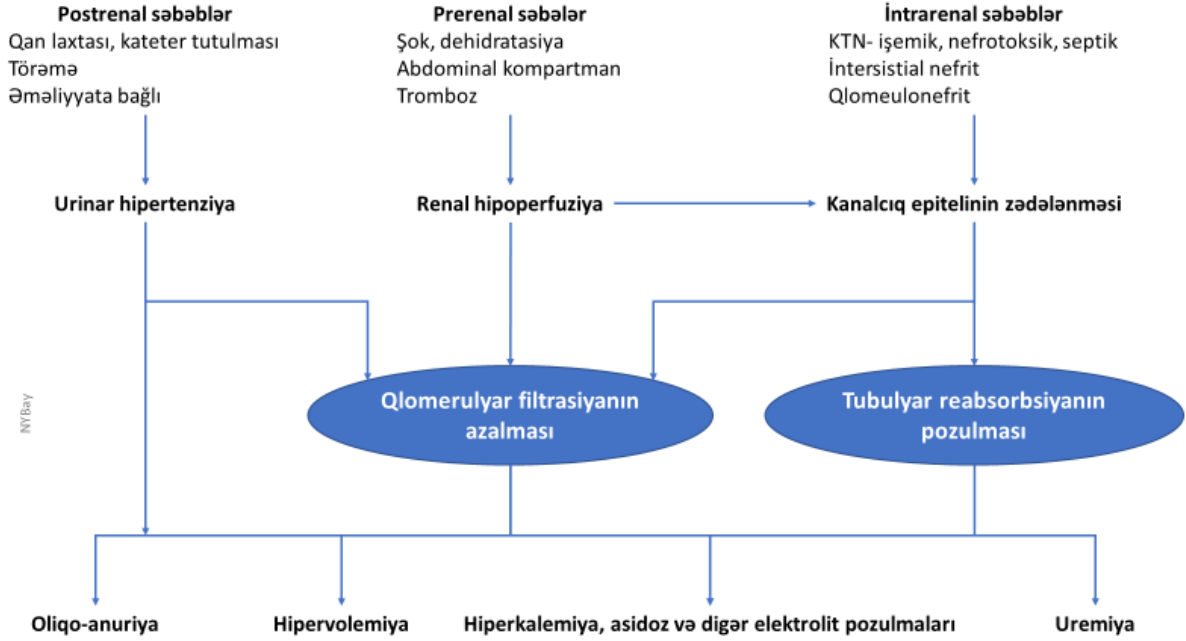 Postrenal səbəblər
Qan laxtası, kateter tutulması
Törəmə
Əməliyyata bağlı
Prerenal səbələr
Şok, dehidratasiya
Abdominal kompartman
Tromboz
İntrarenal səbəblər
KTN- işemik, nefrotoksik, septik
İntersistial nefrit
Qlomeulonefrit
Urinar hipertenziya
Renal hipoperfuziya
Kanalcıq epitelinin zədələnməsi
Qlomerulyar filtrasiyanın
azalması
Tubulyar reabsorbsiyanın
pozulması
NYBay
Oliqo-anuriya
Hipervolemiya
Hiperkalemiya, asidoz və digər elektrolit pozulmaları
Uremiya